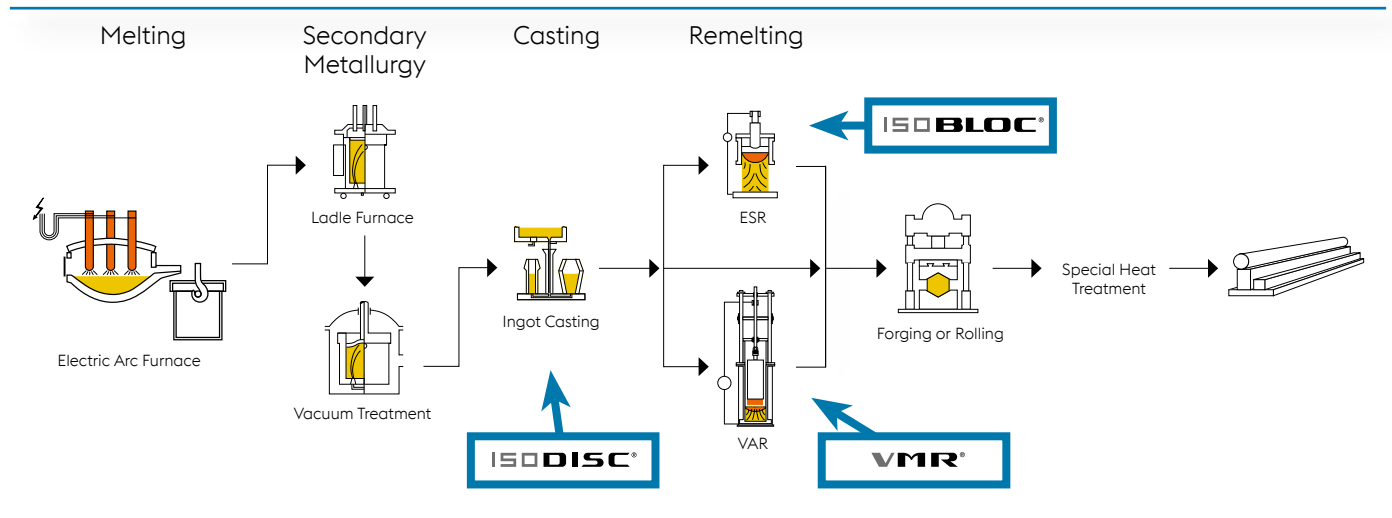 Melting
Secondary
Metallurgy
Casting
Remelting
ISOBLOC®
Ladle Furnace
ESR
Special Heat
Treatment
Ingot Casting
Forging or Rolling
Electric Arc Furnace
Vacuum Treatment
VAR
ISODISC®
VMR®